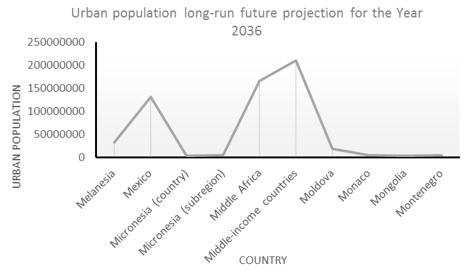 Urban population long-run future projection for the Year
2036
250000000
200000000
150000000
100000000
50000000
0
URBAN POPULATION
Melanesia
Mexico
Micronesia (country)
Micronesia (subregion)
Middle Africa
Middle-income countries
Moldova
Monaco
Mongolia
Montenegro
COUNTRY